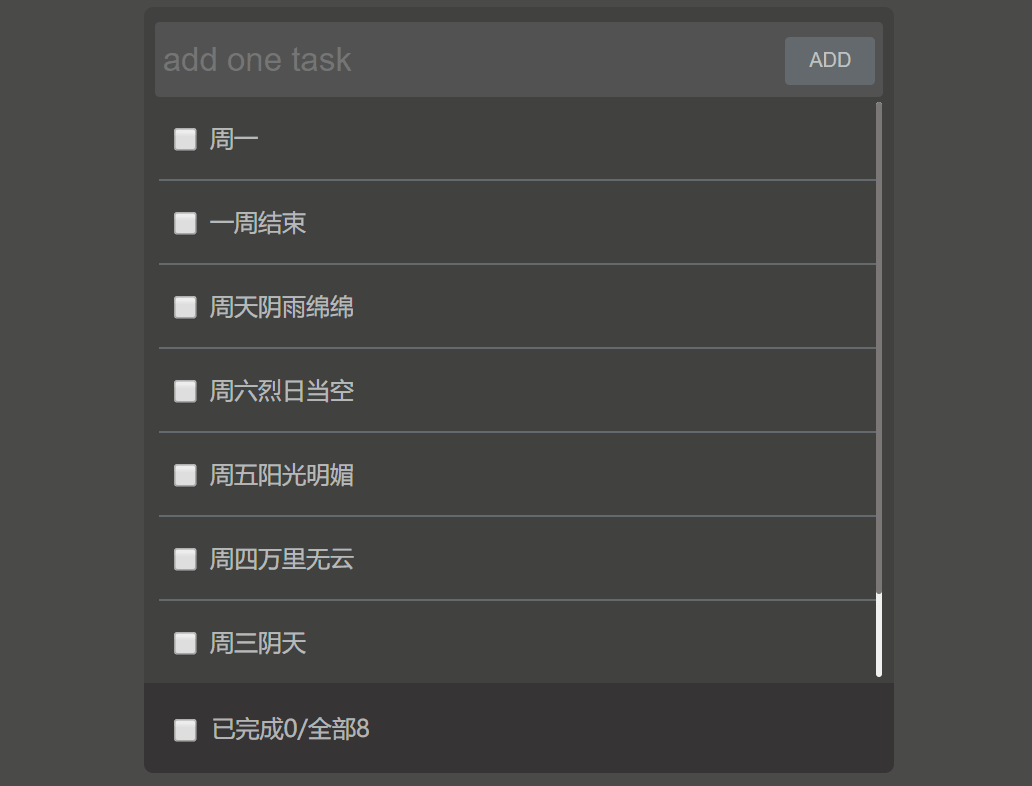 add one task
ADD
周一
一周结束
周天阴雨绵绵
周六烈日当空
周五阳光明媚
周四万里无云
周三阴天
已完成0/全部8